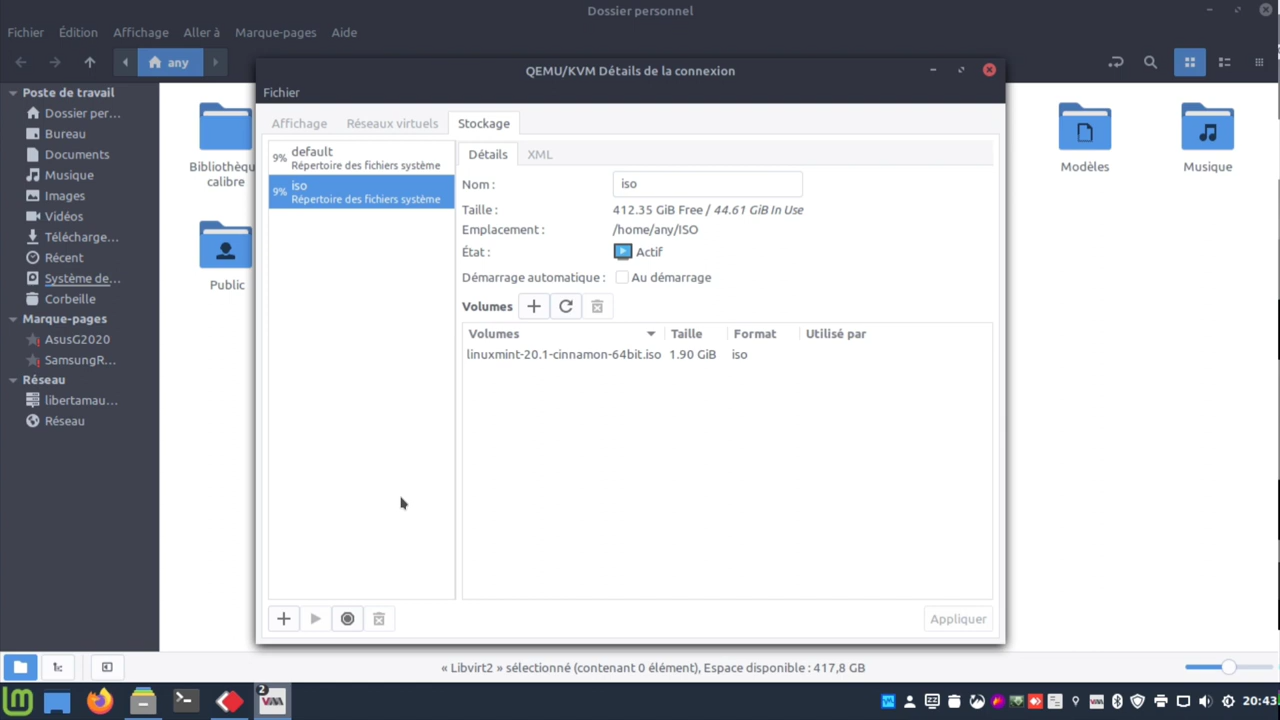 Dossier personnel
Fichier Édition Affichage Aller à Marque-pages Aide
any
Poste de travail
Dossier per...
Bureau
Documents
Musique
Images
Vidéos
Télécharge...
Récent
Système de...
Corbeille
Marque-pages
AsusG2020
SamsungR...
Réseau
libertamau...
Réseau
Bibliothèqu
calibre
Public
Modèles
Musique
QEMU/KVM Détails de la connexion
Fichier
Affichage Réseaux virtuels Stockage
9% default
Répertoire des fichiers système
9% iso
Répertoire des fichiers système
Détails XML
Nom : iso
Taille : 412.35 GiB Free / 44.61 GiB In Use
Emplacement : /home/any/ISO
État : Actif
Démarrage automatique : Au démarrage
Volumes
Volumes Taille Format Utilisé par
linuxmint-20.1-cinnamon-64bit.iso 1.90 GiB iso
Appliquer
« Libvirt2 » sélectionné (contenant 0 élément), Espace disponible : 417,8 GB
2
20:43